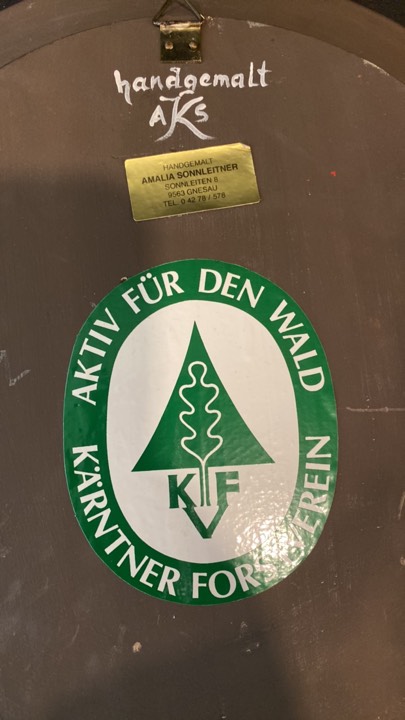 handgemalt
AKS
HANDGEMALT
AMALIA SONNLEITNER
SONNLEITEN 8
9563 GNESAU
TEL. 0 42 78 / 578
AKTIV FÜR DEN WALD
KFV
KÄRNTNER FORSTVEREIN